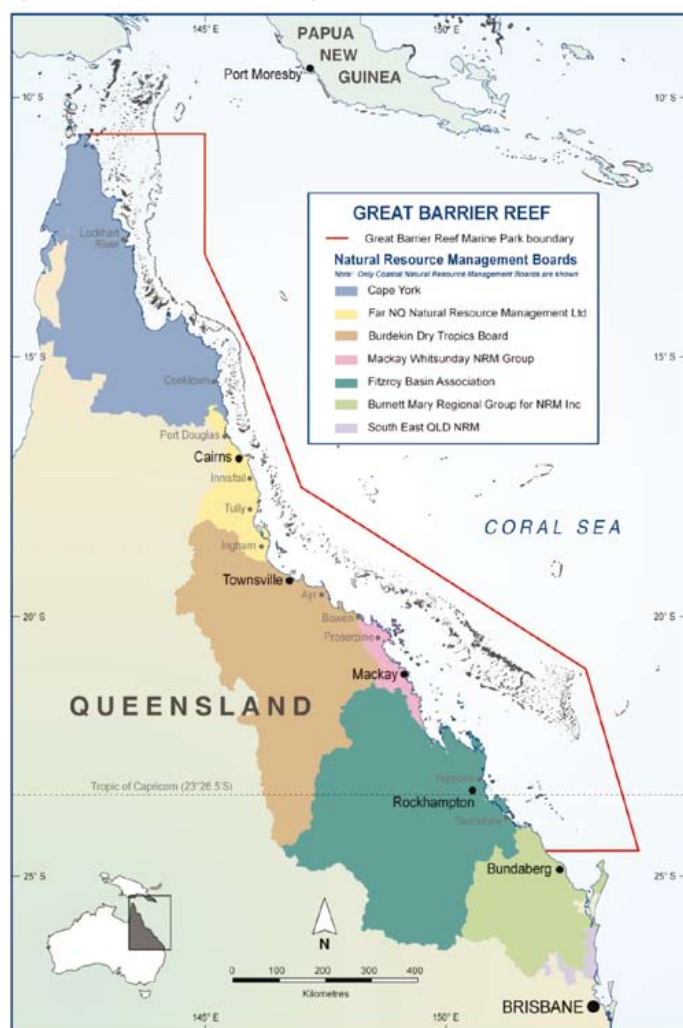 145° E
150° E
PAPUA
NEW
GUINEA
Port Moresby
10° S
10° S
GREAT BARRIER REEF
Great Barrier Reef Marine Park boundary
Natural Resource Management Boards
Note: Only Coastal Natural Resource Management Boards are shown
Cape York
Far NQ Natural Resource Management Ltd
Burdekin Dry Tropics Board
Mackay Whitsunday NRM Group
Fitzroy Basin Association
Burnett Mary Regional Group for NRM Inc
South East QLD NRM
Lockhart
River
15° S
15° S
Cooktown
Port Douglas
Cairns
Innisfail
Tully
CORAL SEA
Ingham
Townsville
Ayr
20° S
20° S
Bowen
Proserpine
Mackay
QUEENSLAND
Yeppoon
Tropic of Capricorn (23°26.5'S)
Rockhampton
Gladstone
25° S
25° S
Bundaberg
N
0 100 200 300 400
Kilometres
BRISBANE
145° E
150° E